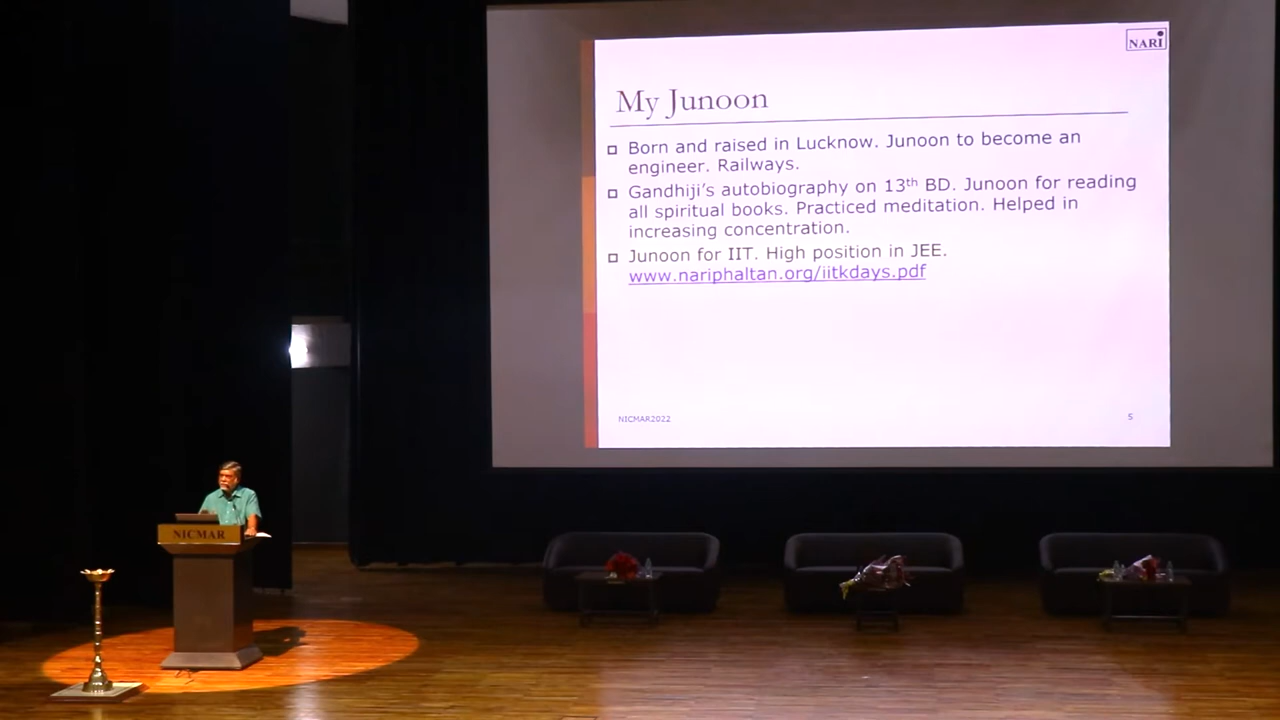 NARI
My Junoon
Born and raised in Lucknow. Junoon to become an
engineer. Railways.
Gandhiji's autobiography on 13th BD. Junoon for reading
all spiritual books. Practiced meditation. Helped in
increasing concentration.
Junoon for IIT. High position in JEE.
www.nariphaltan.org/iitkdays.pdf
NICMAR2022
5
NICMAR